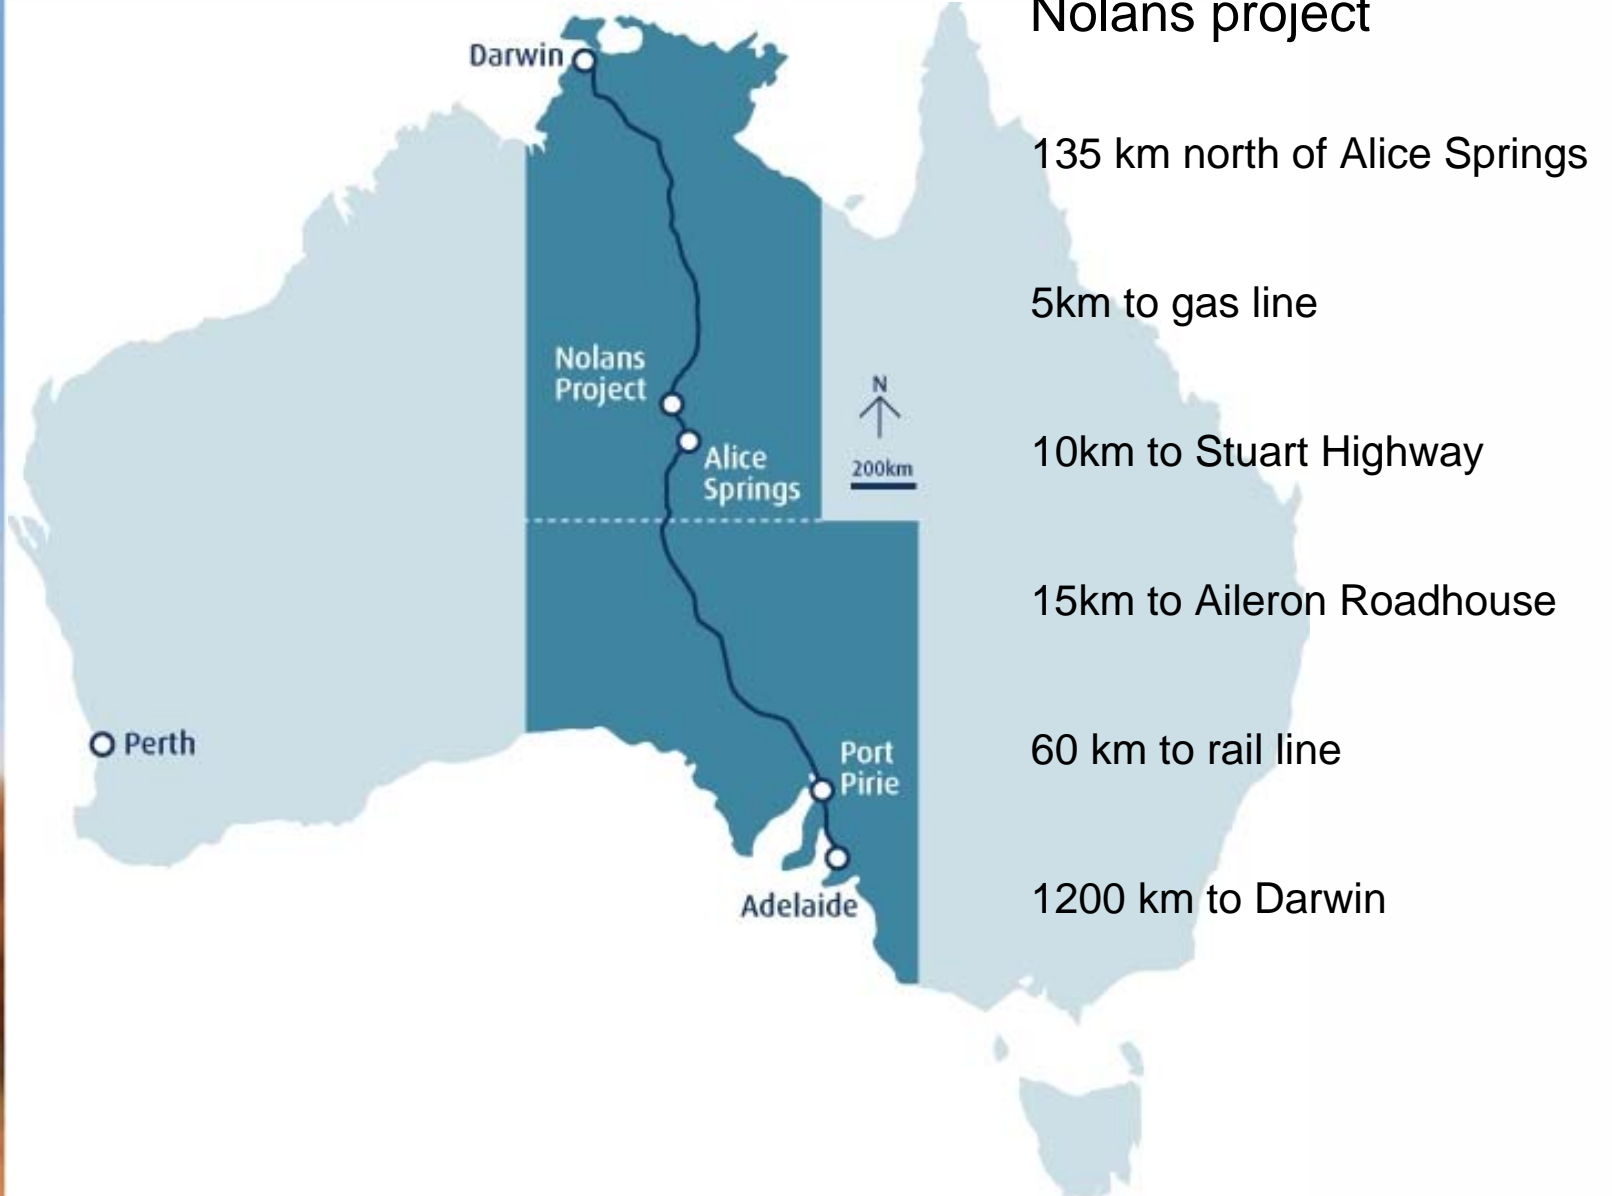 Nolans project
Darwin
135 km north of Alice Springs
5km to gas line
Nolans
Project
N
200km
Alice
Springs
10km to Stuart Highway
15km to Aileron Roadhouse
Perth
Port
Pirie
60 km to rail line
Adelaide
1200 km to Darwin